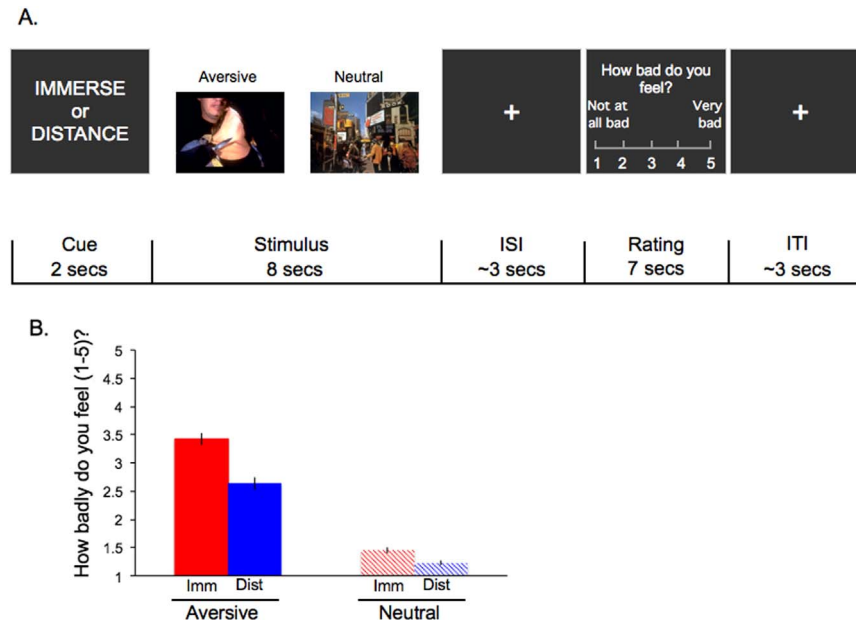 A.
IMMERSE
or
DISTANCE
Aversive
Neutral
+
How bad do you
feel?
Not at
all bad
Very
bad
1 2 3 4 5
+
Cue
2 secs
Stimulus
8 secs
ISI
~3 secs
Rating
7 secs
ITI
~3 secs
B.
How badly do you feel (1-5)?
5
4.5
4
3.5
3
2.5
2
1.5
1
Imm Dist
Imm Dist
Aversive
Neutral